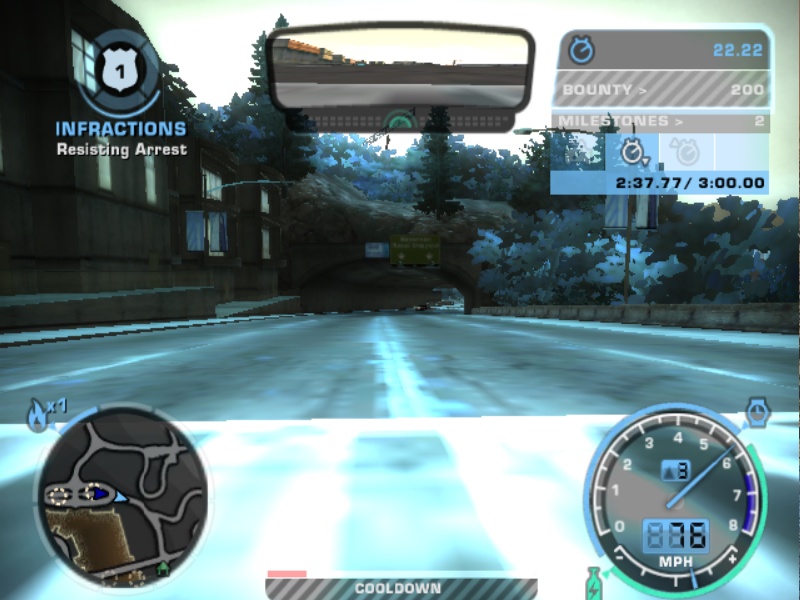 1
INFRACTIONS
Resisting Arrest
22.22
BOUNTY > 200
MILESTONES > 2
2:37.77/ 3:00.00
x1
0 1 2 3 4 5 6 7 8
3
76
MPH
COOLDOWN